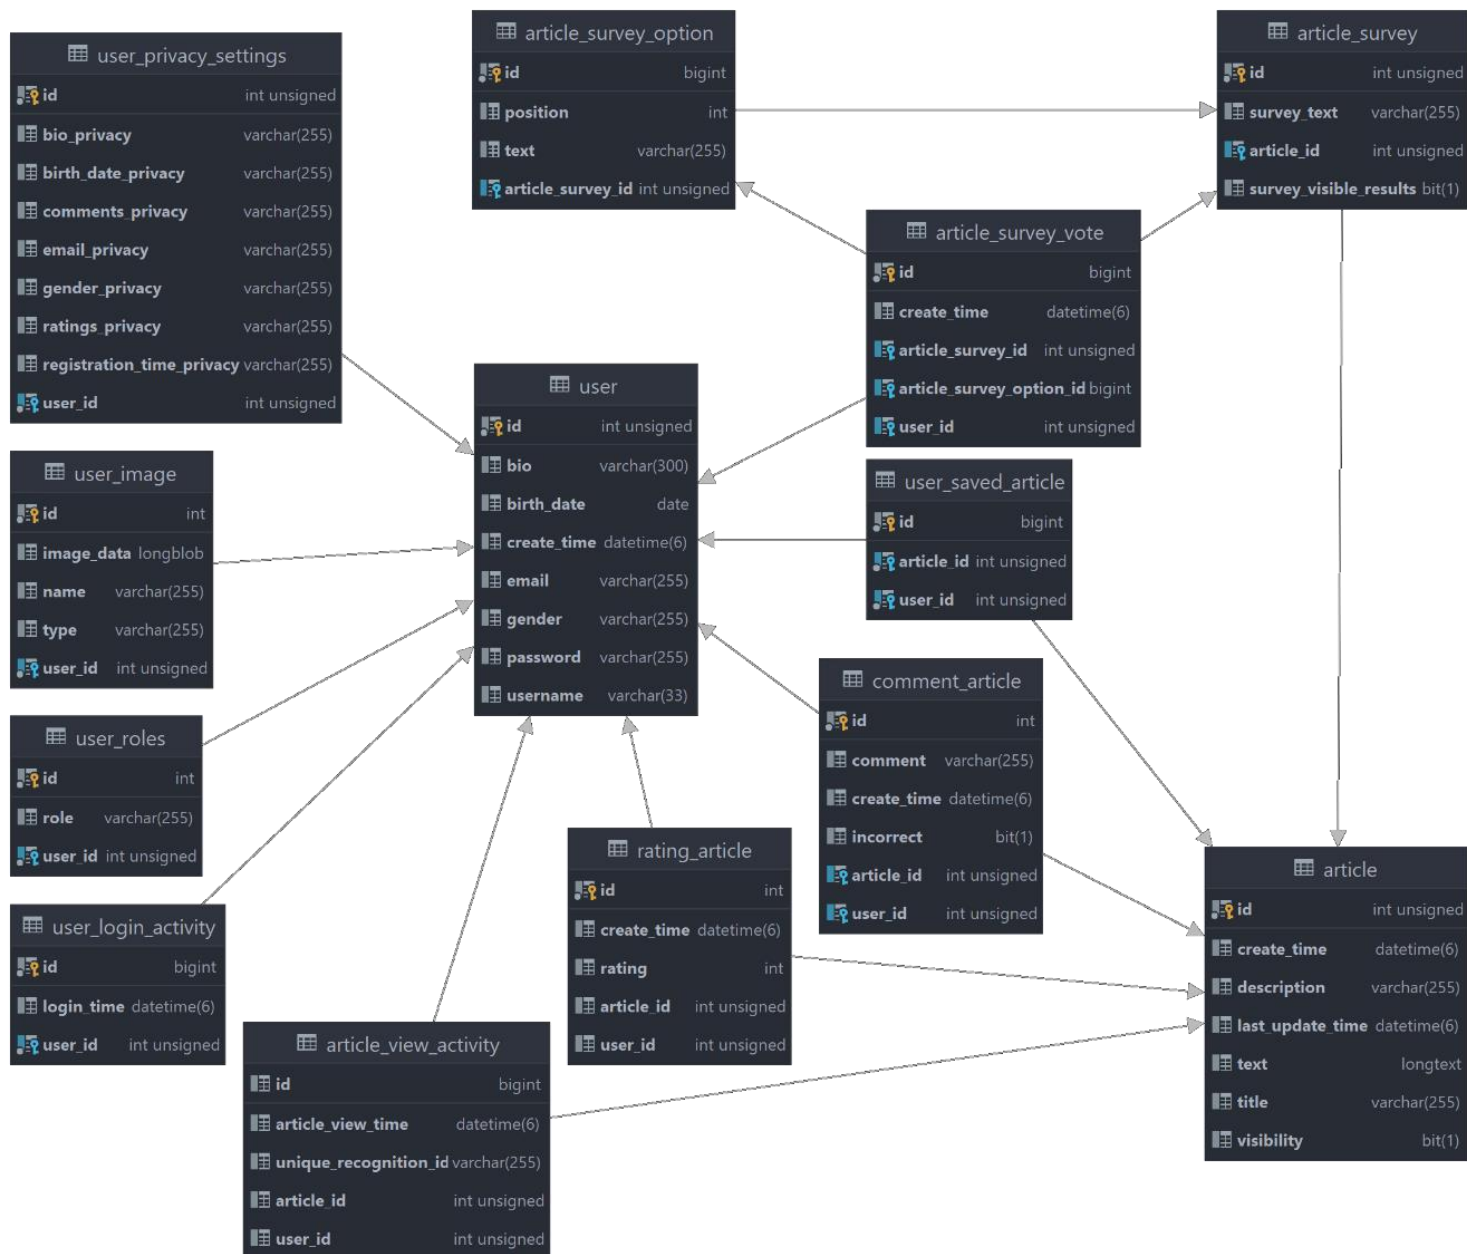 user_privacy_settings
id int unsigned
bio_privacy varchar(255)
birth_date_privacy varchar(255)
comments_privacy varchar(255)
email_privacy varchar(255)
gender_privacy varchar(255)
ratings_privacy varchar(255)
registration_time_privacy varchar(255)
user_id int unsigned
article_survey_option
id bigint
position int
text varchar(255)
article_survey_id int unsigned
article_survey
id int unsigned
survey_text varchar(255)
article_id int unsigned
survey_visible_results bit(1)
article_survey_vote
id bigint
create_time datetime(6)
article_survey_id int unsigned
article_survey_option_id bigint
user_id int unsigned
user
id int unsigned
bio varchar(300)
birth_date date
create_time datetime(6)
email varchar(255)
gender varchar(255)
password varchar(255)
username varchar(33)
user_image
id int
image_data longblob
name varchar(255)
type varchar(255)
user_id int unsigned
user_saved_article
id bigint
article_id int unsigned
user_id int unsigned
comment_article
id int
comment varchar(255)
create_time datetime(6)
incorrect bit(1)
article_id int unsigned
user_id int unsigned
user_roles
id int
role varchar(255)
user_id int unsigned
rating_article
id int
create_time datetime(6)
rating int
article_id int unsigned
user_id int unsigned
article
id int unsigned
create_time datetime(6)
description varchar(255)
last_update_time datetime(6)
text longtext
title varchar(255)
visibility bit(1)
user_login_activity
id bigint
login_time datetime(6)
user_id int unsigned
article_view_activity
id bigint
article_view_time datetime(6)
unique_recognition_id varchar(255)
article_id int unsigned
user_id int unsigned